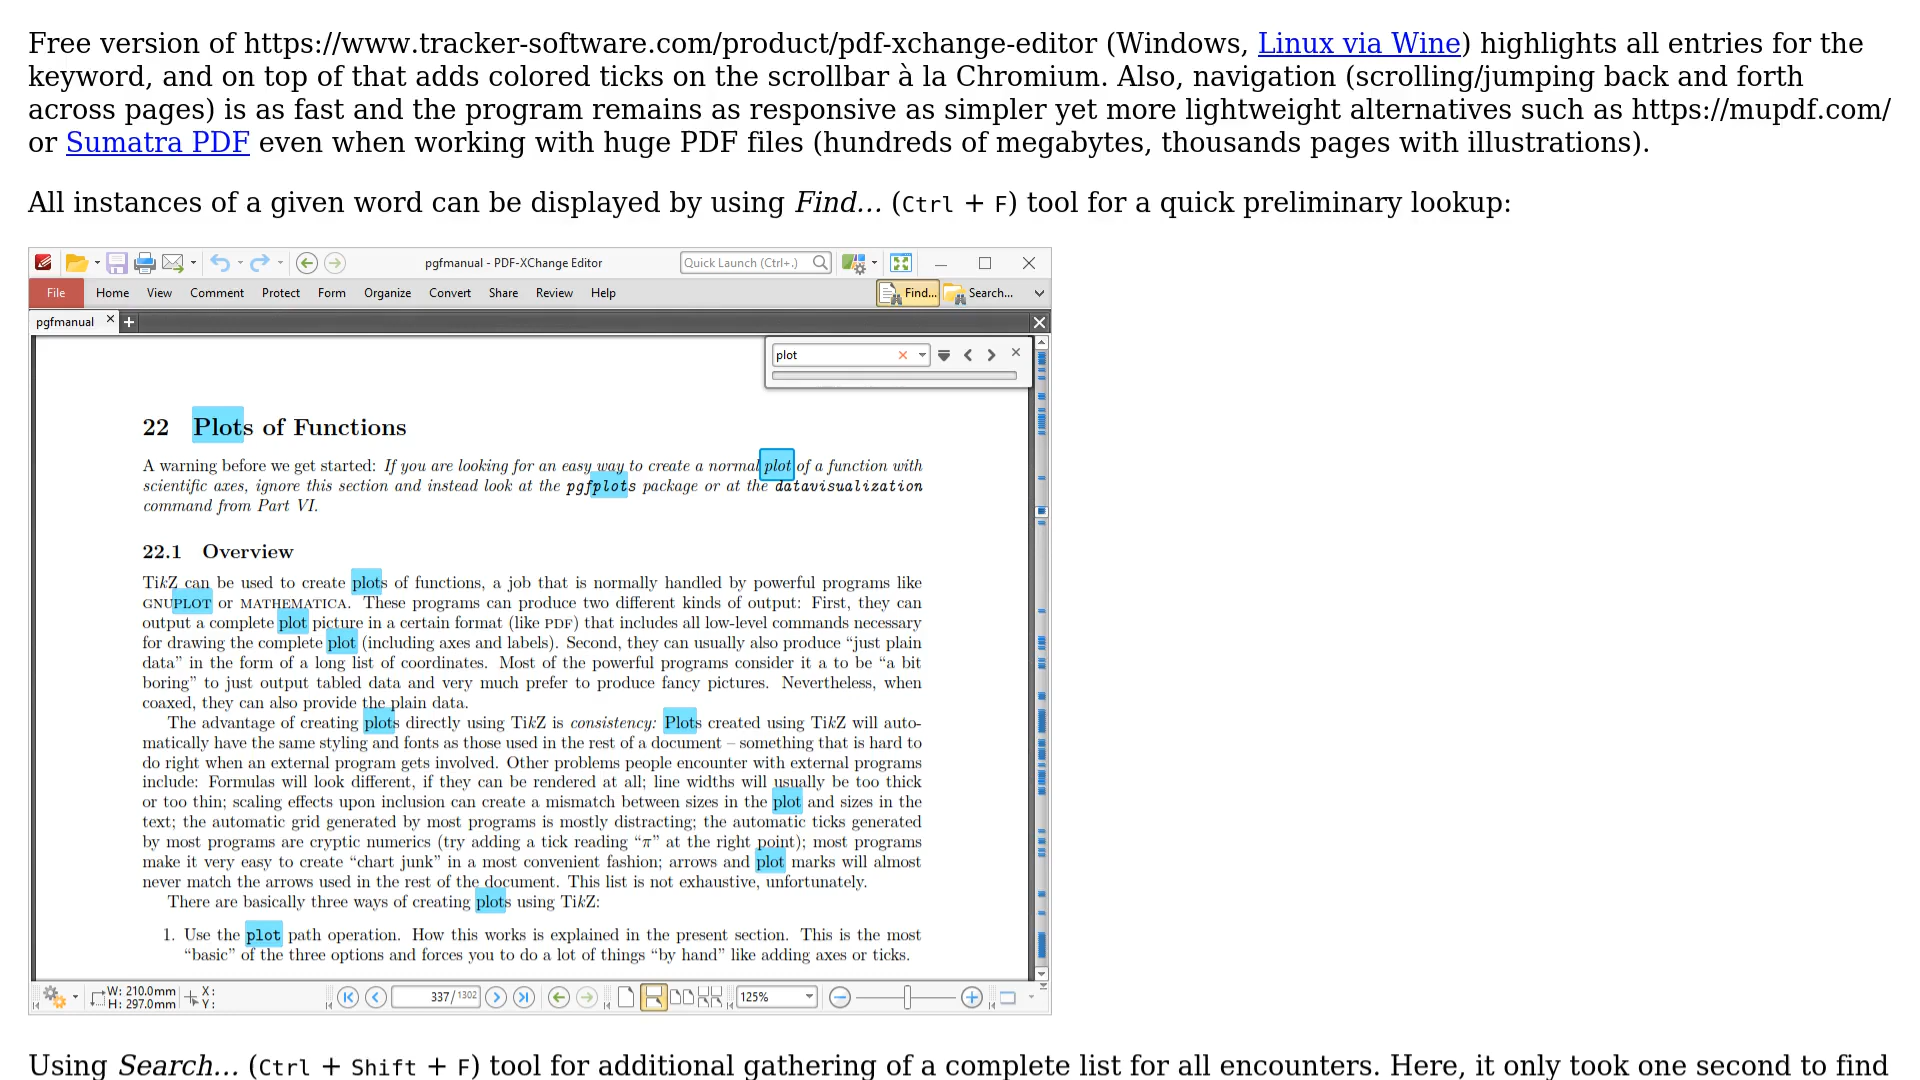 Free version of https://www.tracker-software.com/product/pdf-xchange-editor (Windows, Linux via Wine) highlights all entries for the
keyword, and on top of that adds colored ticks on the scrollbar à la Chromium. Also, navigation (scrolling/jumping back and forth
across pages) is as fast and the program remains as responsive as simpler yet more lightweight alternatives such as https://mupdf.com/
or Sumatra PDF even when working with huge PDF files (hundreds of megabytes, thousands pages with illustrations).
All instances of a given word can be displayed by using Find... (Ctrl + F) tool for a quick preliminary lookup:
pgfmanual - PDF-XChange Editor
Quick Launch (Ctrl+.)
File Home View Comment Protect Form Organize Convert Share Review Help Find... Search...
pgfmanual
plot
22 Plots of Functions
A warning before we get started: If you are looking for an easy way to create a normal plot of a function with
scientific axes, ignore this section and instead look at the pgfplots package or at the datavisualization
command from Part VI.
22.1 Overview
TikZ can be used to create plots of functions, a job that is normally handled by powerful programs like
GNUPLOT or MATHEMATICA. These programs can produce two different kinds of output: First, they can
output a complete plot picture in a certain format (like PDF) that includes all low-level commands necessary
for drawing the complete plot (including axes and labels). Second, they can usually also produce “just plain
data” in the form of a long list of coordinates. Most of the powerful programs consider it a to be “a bit
boring” to just output tabled data and very much prefer to produce fancy pictures. Nevertheless, when
coaxed, they can also provide the plain data.
The advantage of creating plots directly using TikZ is consistency: Plots created using TikZ will auto-
matically have the same styling and fonts as those used in the rest of a document – something that is hard to
do right when an external program gets involved. Other problems people encounter with external programs
include: Formulas will look different, if they can be rendered at all; line widths will usually be too thick
or too thin; scaling effects upon inclusion can create a mismatch between sizes in the plot and sizes in the
text; the automatic grid generated by most programs is mostly distracting; the automatic ticks generated
by most programs are cryptic numerics (try adding a tick reading “π” at the right point); most programs
make it very easy to create “chart junk” in a most convenient fashion; arrows and plot marks will almost
never match the arrows used in the rest of the document. This list is not exhaustive, unfortunately.
There are basically three ways of creating plots using TikZ:
1. Use the plot path operation. How this works is explained in the present section. This is the most
“basic” of the three options and forces you to do a lot of things “by hand” like adding axes or ticks.
W: 210.0mm X:
H: 297.0mm Y:
337/1302
125%
Using Search... (Ctrl + Shift + F) tool for additional gathering of a complete list for all encounters. Here, it only took one second to find